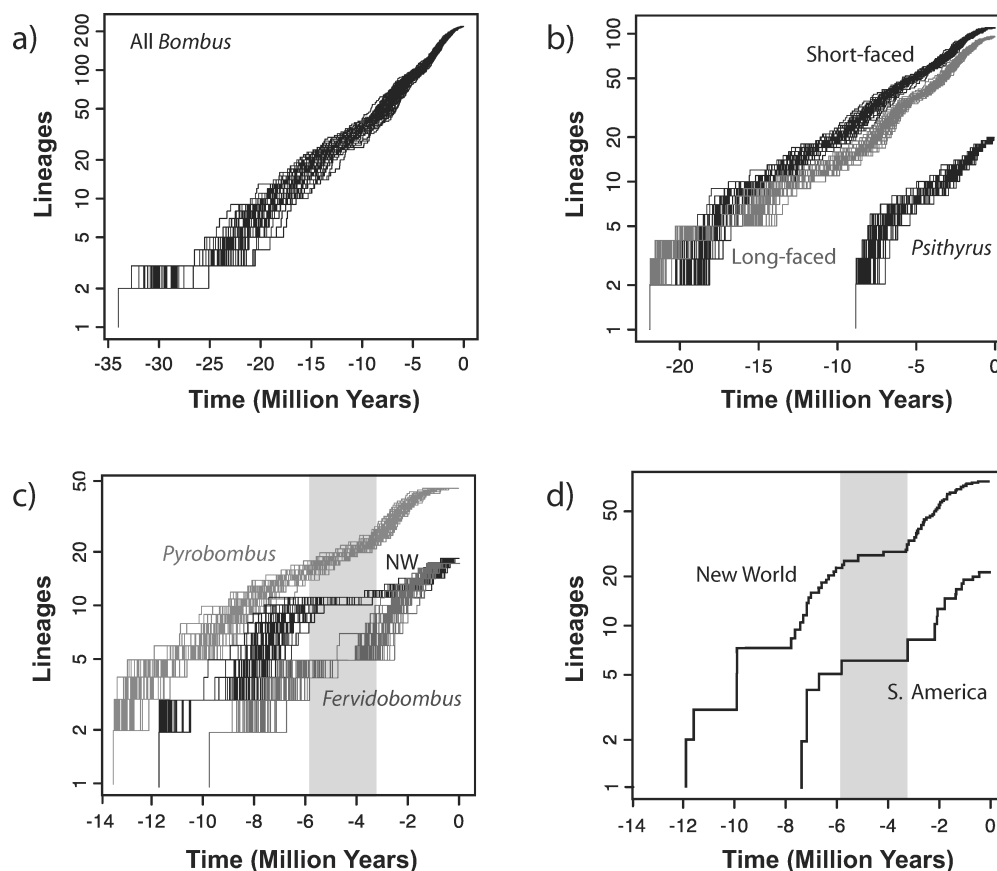 a)
All Bombus
Lineages
200
100
50
20
10
5
2
1
-35 -30 -25 -20 -15 -10 -5 0
Time (Million Years)
b)
Short-faced
Long-faced
Psithyrus
Lineages
100
50
20
10
5
2
1
-20 -15 -10 -5 0
Time (Million Years)
c)
Pyrobombus
NW
Fervidobombus
Lineages
50
20
10
5
2
1
-14 -12 -10 -8 -6 -4 -2 0
Time (Million Years)
d)
New World
S. America
Lineages
50
20
10
5
2
1
-14 -12 -10 -8 -6 -4 -2 0
Time (Million Years)